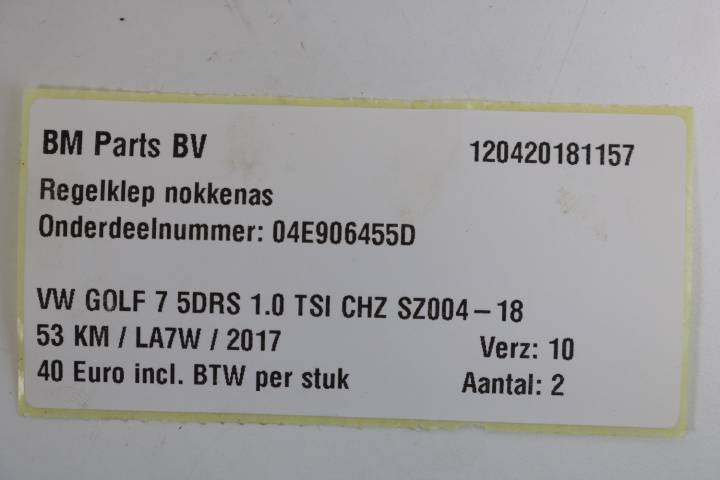 BM Parts BV 120420181157
Regelklep nokkenas
Onderdeelnummer: 04E906455D
VW GOLF 7 5DRS 1.0 TSI CHZ SZ004-18
53 KM / LA7W / 2017 Verz: 10
40 Euro incl. BTW per stuk Aantal: 2